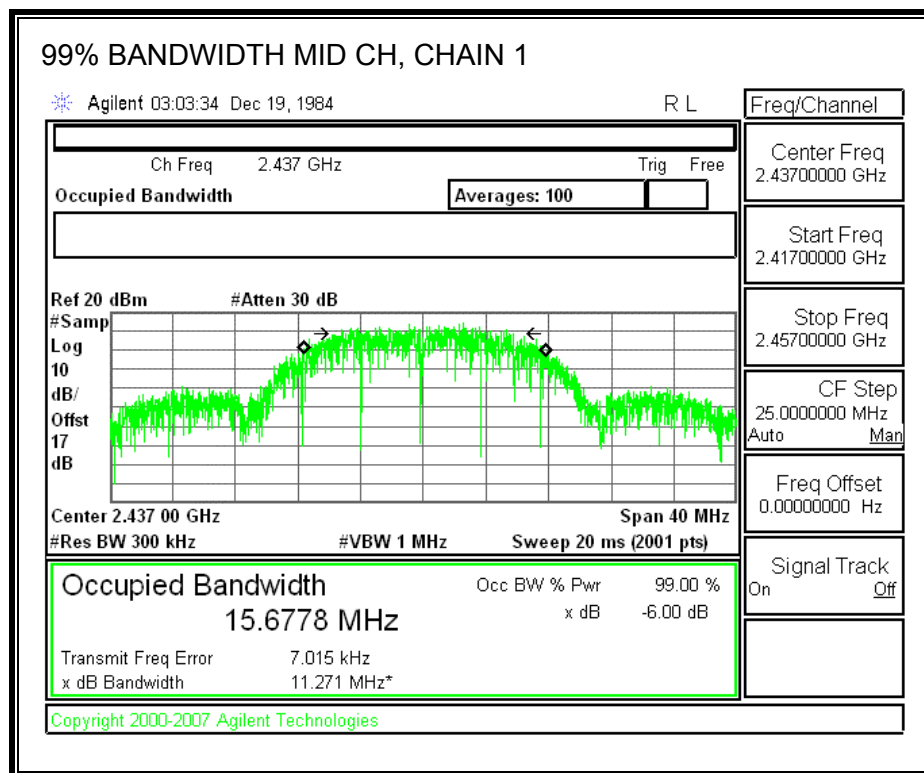 99% BANDWIDTH MID CH, CHAIN 1
Agilent 03:03:34 Dec 19, 1984 R L
Freq/Channel
Ch Freq 2.437 GHz Trig Free
Occupied Bandwidth Averages: 100
Ref 20 dBm #Atten 30 dB
#Samp
Log
10
dB/
Offst
17
dB
Center 2.437 00 GHz Span 40 MHz
#Res BW 300 kHz #VBW 1 MHz Sweep 20 ms (2001 pts)
Occupied Bandwidth Occ BW % Pwr 99.00 %
15.6778 MHz x dB -6.00 dB
Transmit Freq Error 7.015 kHz
x dB Bandwidth 11.271 MHz*
Copyright 2000-2007 Agilent Technologies
Center Freq
2.43700000 GHz
Start Freq
2.41700000 GHz
Stop Freq
2.45700000 GHz
CF Step
25.0000000 MHz
Auto Man
Freq Offset
0.00000000 Hz
Signal Track
On Off